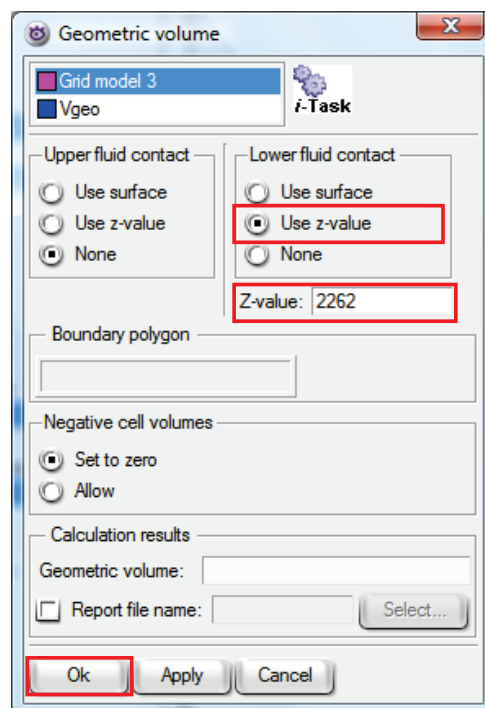 Geometric volume
Grid model 3
Vgeo
i-Task
Upper fluid contact
Use surface
Use z-value
None
Lower fluid contact
Use surface
Use z-value
None
Z-value: 2262
Boundary polygon
Negative cell volumes
Set to zero
Allow
Calculation results
Geometric volume:
Report file name: Select...
Ok Apply Cancel